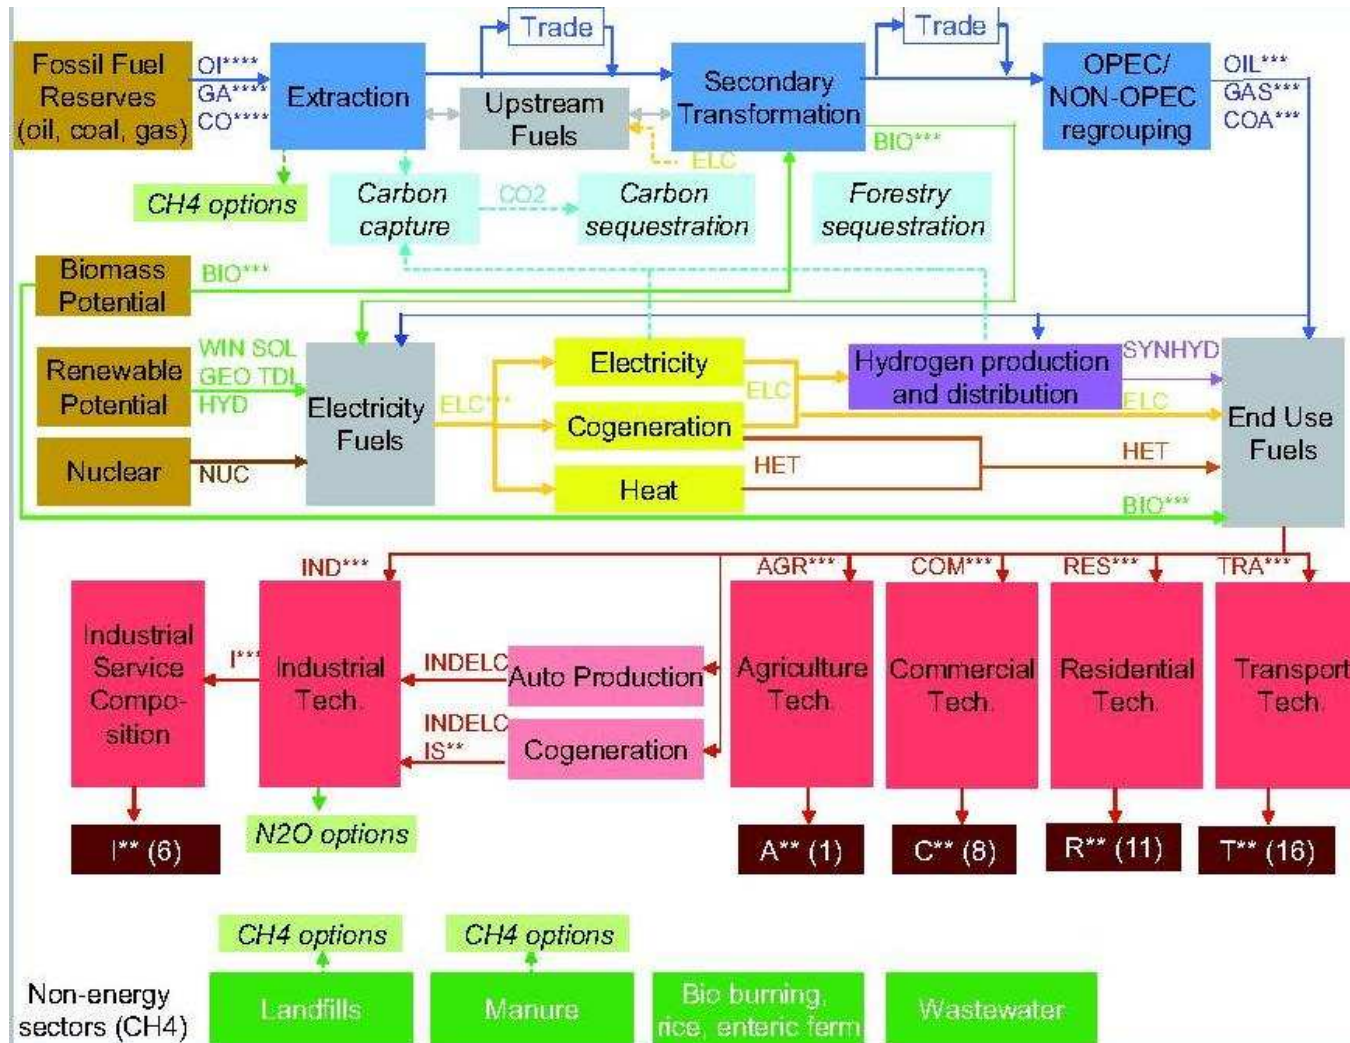 Trade
Trade
Fossil Fuel
Reserves
(oil, coal, gas)
OI****
GA****
CO****
Extraction
Upstream
Fuels
Secondary
Transformation
OPEC/
NON-OPEC
regrouping
OIL***
GAS***
COA***
BIO***
ELC
CH4 options
Carbon
capture
CO2
Carbon
sequestration
Forestry
sequestration
Biomass
Potential
BIO***
Renewable
Potential
WIN SOL
GEO TDL
HYD
Nuclear
NUC
Electricity
Fuels
ELC***
Electricity
Cogeneration
Heat
ELC
HET
Hydrogen production
and distribution
SYNHYD
ELC
HET
BIO***
End Use
Fuels
IND***
AGR***
COM***
RES***
TRA***
Industrial
Service
Compo-
sition
I***
Industrial
Tech.
INDELC
Auto Production
INDELC
IS**
Cogeneration
Agriculture
Tech.
Commercial
Tech.
Residential
Tech.
Transport
Tech.
I** (6)
N2O options
A** (1)
C** (8)
R** (11)
T** (16)
CH4 options
CH4 options
Non-energy
sectors (CH4)
Landfills
Manure
Bio burning,
rice, enteric ferm
Wastewater